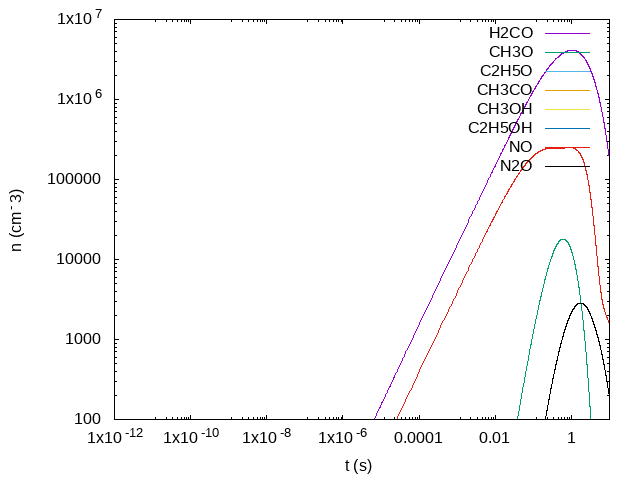 1x10^7
1x10^6
100000
10000
1000
100
n (cm^-3)
H2CO
CH3O
C2H5O
CH3CO
CH3OH
C2H5OH
NO
N2O
1x10^-12 1x10^-10 1x10^-8 1x10^-6 0.0001 0.01 1
t (s)